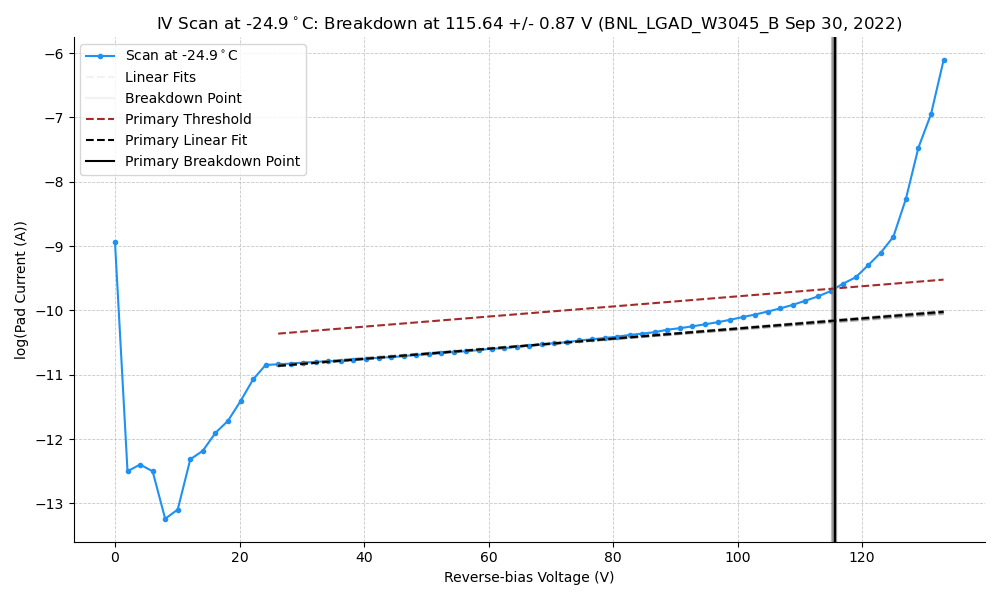 IV Scan at -24.9°C: Breakdown at 115.64 +/- 0.87 V (BNL_LGAD_W3045_B Sep 30, 2022)
Scan at -24.9°C
Linear Fits
Breakdown Point
Primary Threshold
Primary Linear Fit
Primary Breakdown Point
log(Pad Current (A))
−6
−7
−8
−9
−10
−11
−12
−13
0 20 40 60 80 100 120
Reverse-bias Voltage (V)